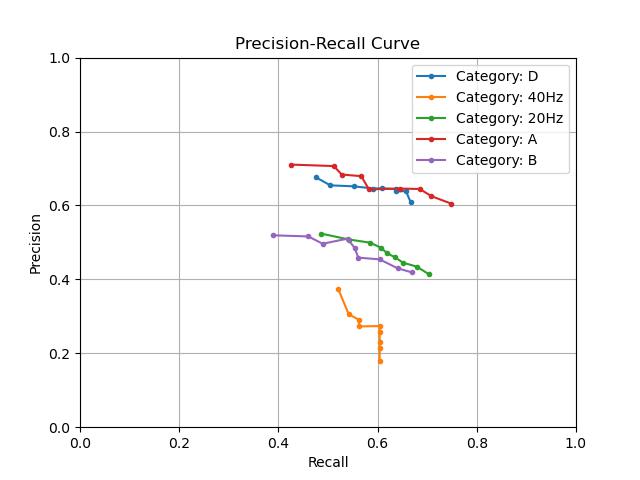 Precision-Recall Curve
Category: D
Category: 40Hz
Category: 20Hz
Category: A
Category: B
1.0
0.8
0.6
0.4
0.2
0.0
Precision
0.0 0.2 0.4 0.6 0.8 1.0
Recall